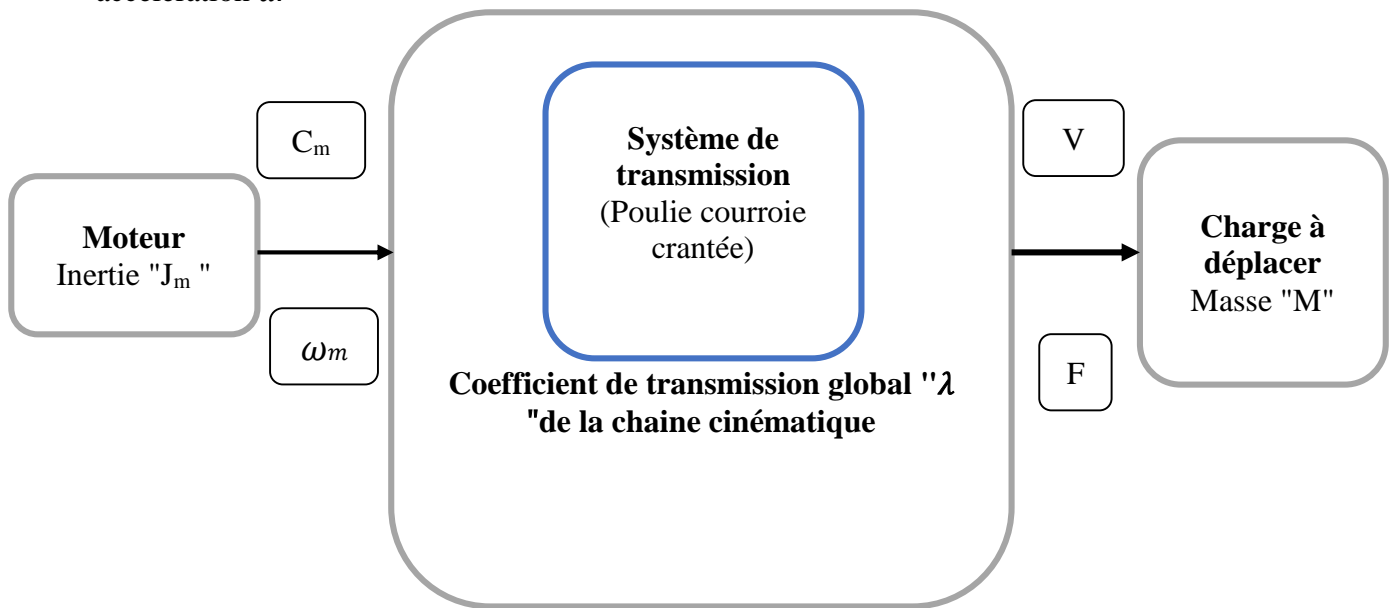 Moteur
Inertie "Jm "
Cm
ωm
Système de
transmission
(Poulie courroie
crantée)
Coefficient de transmission global "λ
"de la chaine cinématique
V
F
Charge à
déplacer
Masse "M"